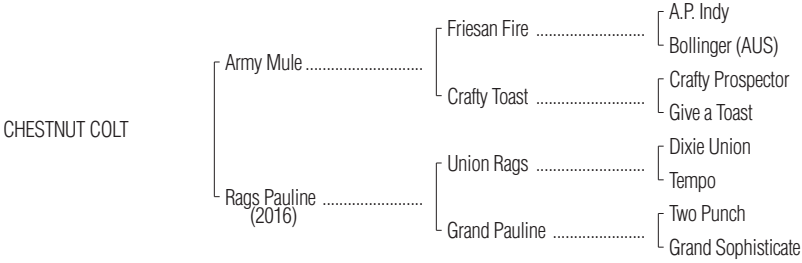 A.P. Indy
Friesan Fire ...........................
Bollinger (AUS)
Army Mule .............................
Crafty Prospector
Crafty Toast ...........................
Give a Toast
CHESTNUT COLT
Dixie Union
Union Rags ............................
Tempo
Rags Pauline .........................
(2016)
Two Punch
Grand Pauline .......................
Grand Sophisticate